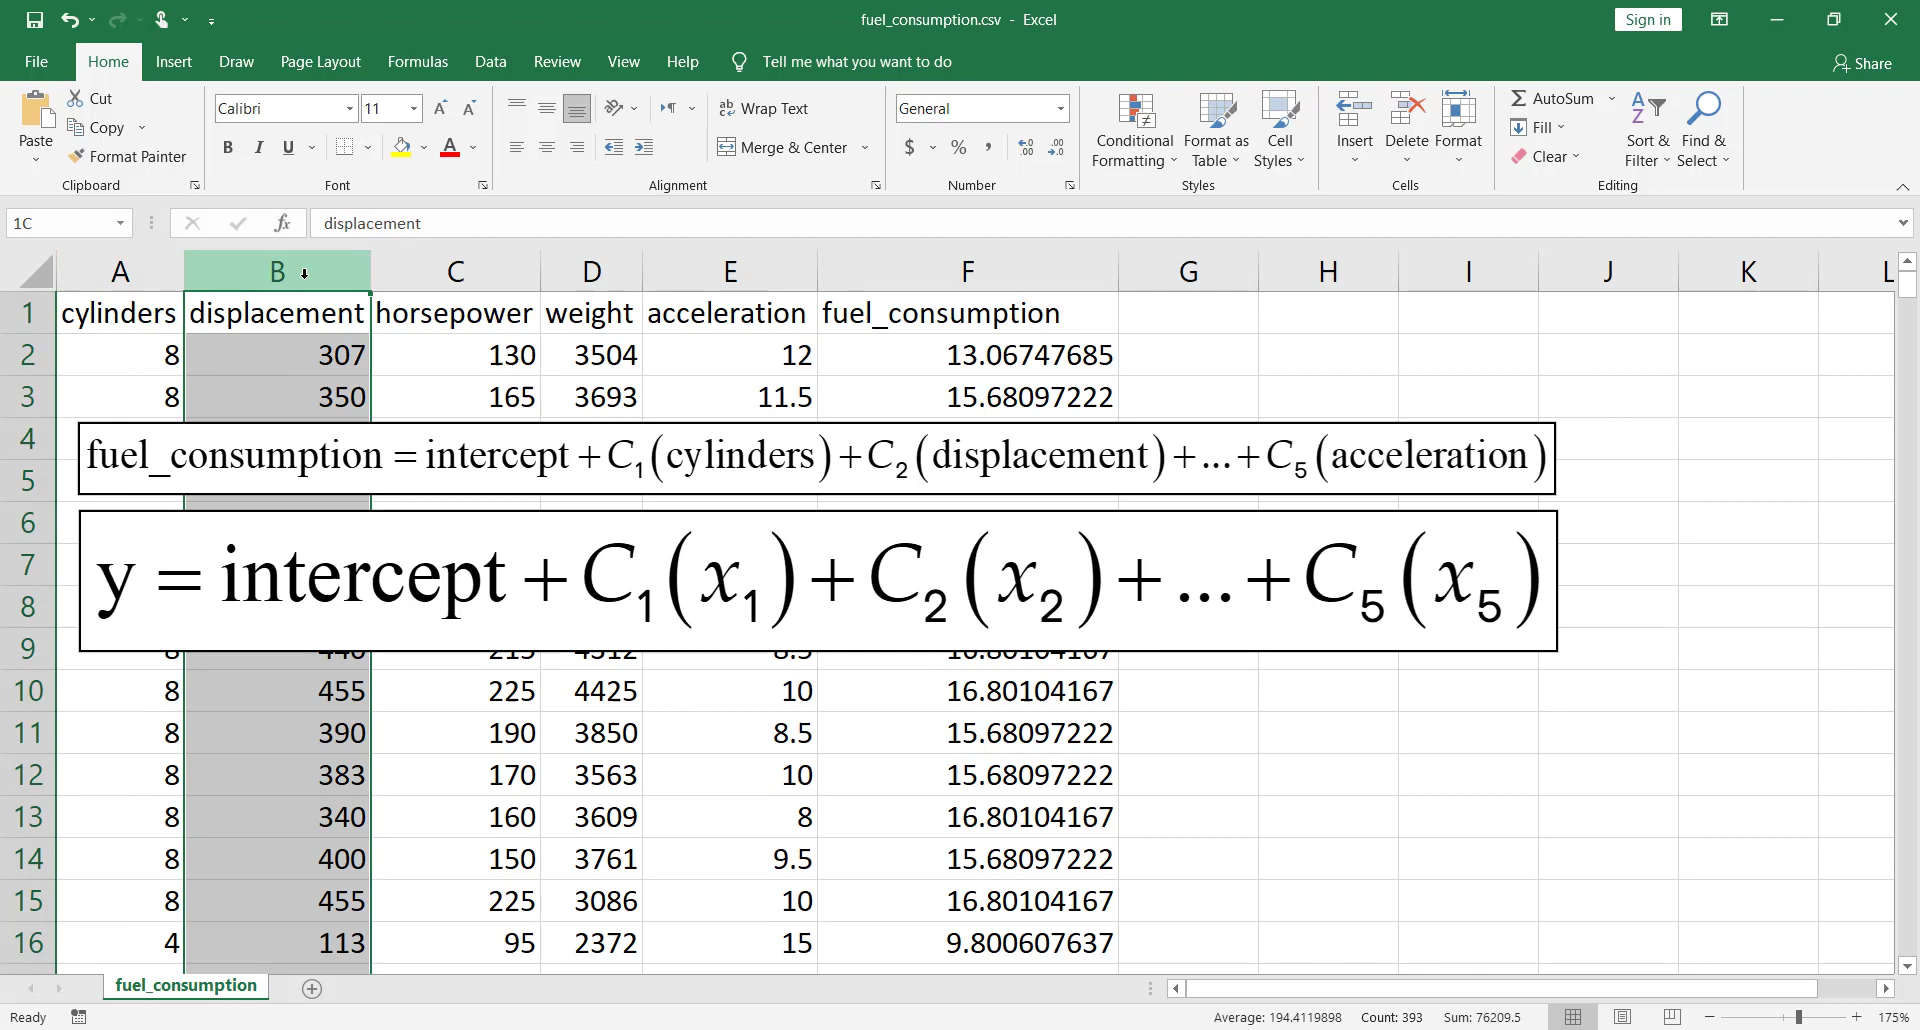 fuel_consumption.csv - Excel
Sign in
File Home Insert Draw Page Layout Formulas Data Review View Help Tell me what you want to do
Share
Paste
Cut
Copy
Format Painter
Clipboard
Calibri 11
B I U
Font
Wrap Text
Merge & Center
Alignment
General
$ % ,
Number
Conditional Formatting
Format as Table
Cell Styles
Styles
Insert Delete Format
Cells
AutoSum
Fill
Clear
Sort & Filter
Find & Select
Editing
1C fx displacement
A B C D E F G H I J K L
1 cylinders displacement horsepower weight acceleration fuel_consumption
2 8 307 130 3504 12 13.06747685
3 8 350 165 3693 11.5 15.68097222
4
fuel_consumption = intercept + C₁(cylinders) + C₂(displacement) + ... + C₅(acceleration)
5
6
y = intercept + C₁(x₁) + C₂(x₂) + ... + C₅(x₅)
7
8
9 8 440 215 4312 8.5 16.80104167
10 8 455 225 4425 10 16.80104167
11 8 390 190 3850 8.5 15.68097222
12 8 383 170 3563 10 15.68097222
13 8 340 160 3609 8 16.80104167
14 8 400 150 3761 9.5 15.68097222
15 8 455 225 3086 10 16.80104167
16 4 113 95 2372 15 9.800607637
fuel_consumption
Ready Average: 194.4119898 Count: 393 Sum: 76209.5 175%